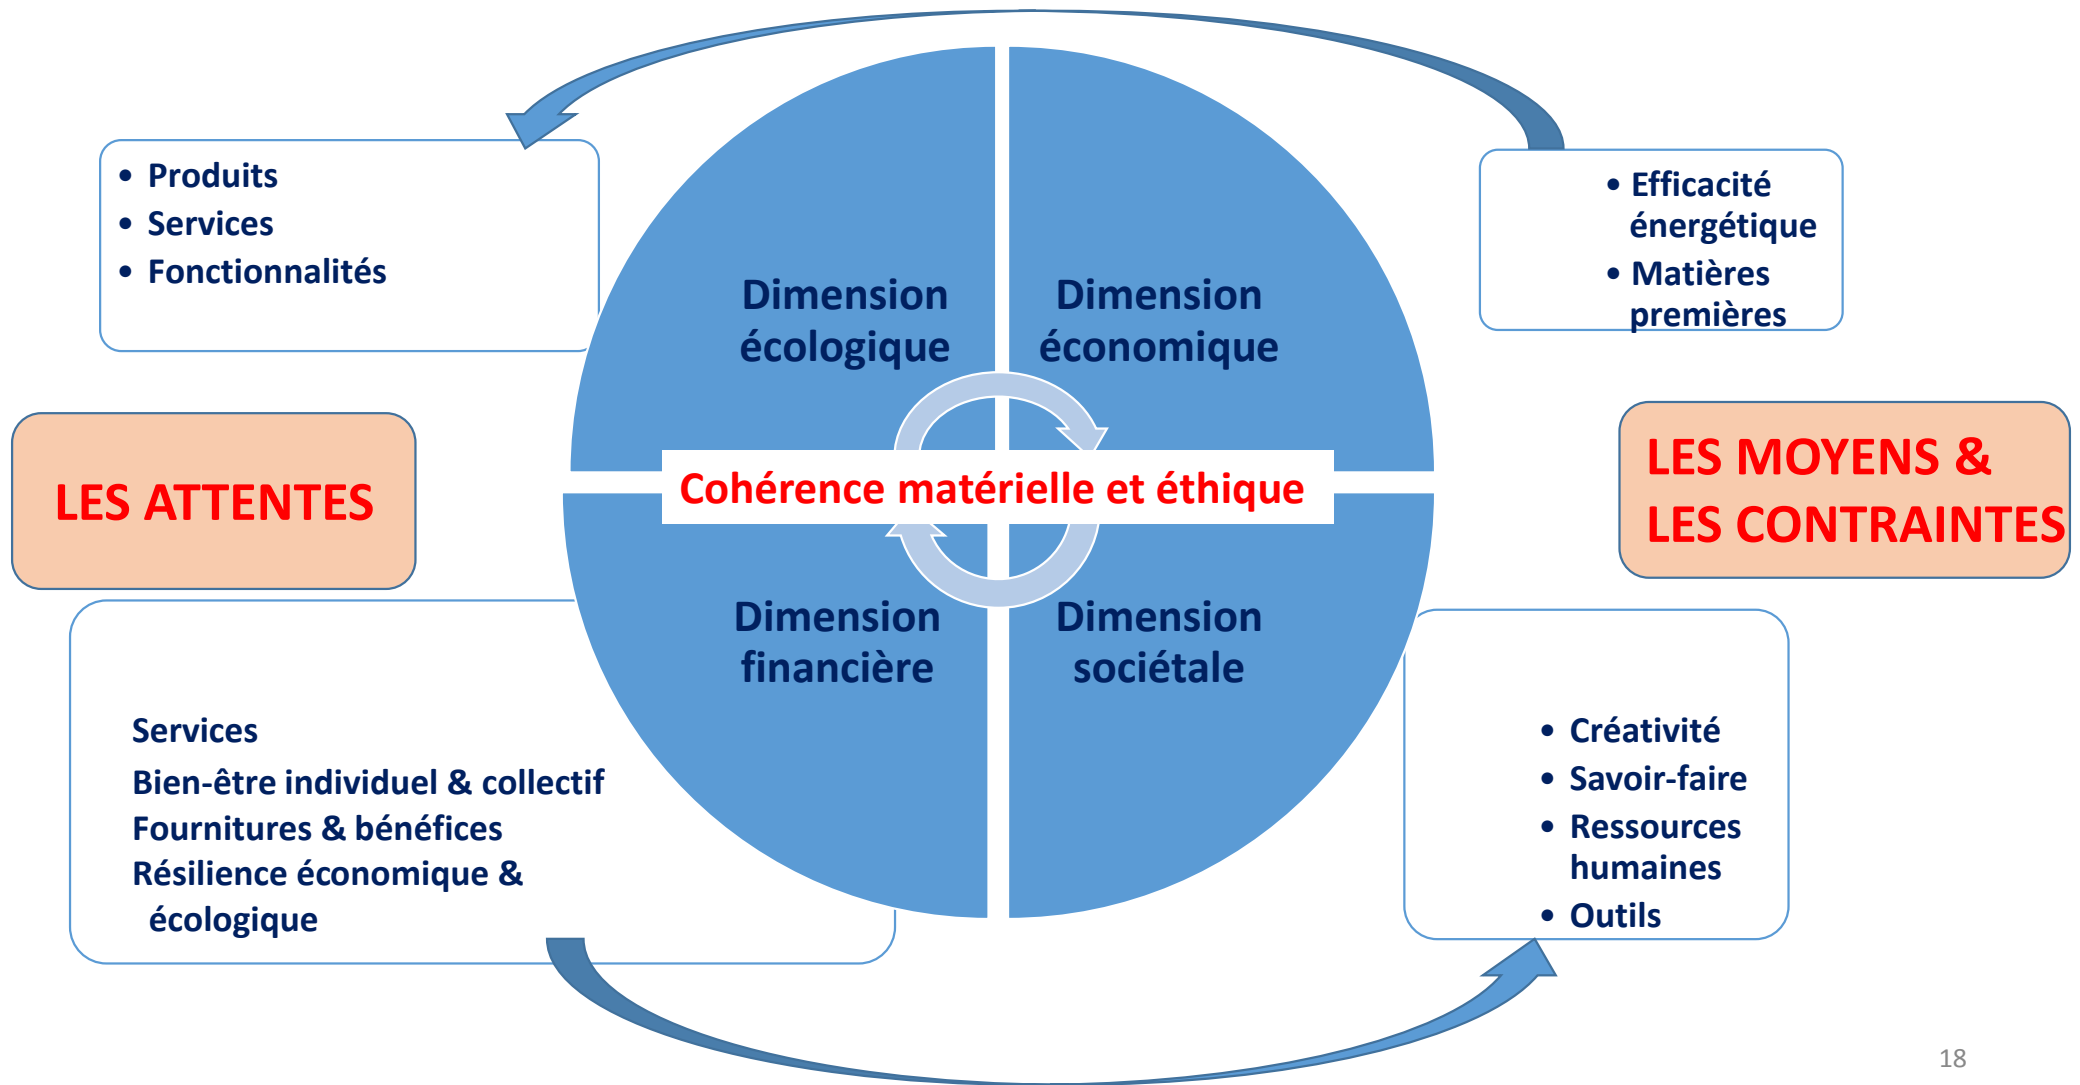 • Produits
• Services
• Fonctionnalités
• Efficacité
énergétique
• Matières
premières
Dimension
écologique
Dimension
économique
LES ATTENTES
Cohérence matérielle et éthique
LES MOYENS &
LES CONTRAINTES
Dimension
financière
Dimension
sociétale
Services
Bien-être individuel & collectif
Fournitures & bénéfices
Résilience économique &
écologique
• Créativité
• Savoir-faire
• Ressources
humaines
• Outils
18